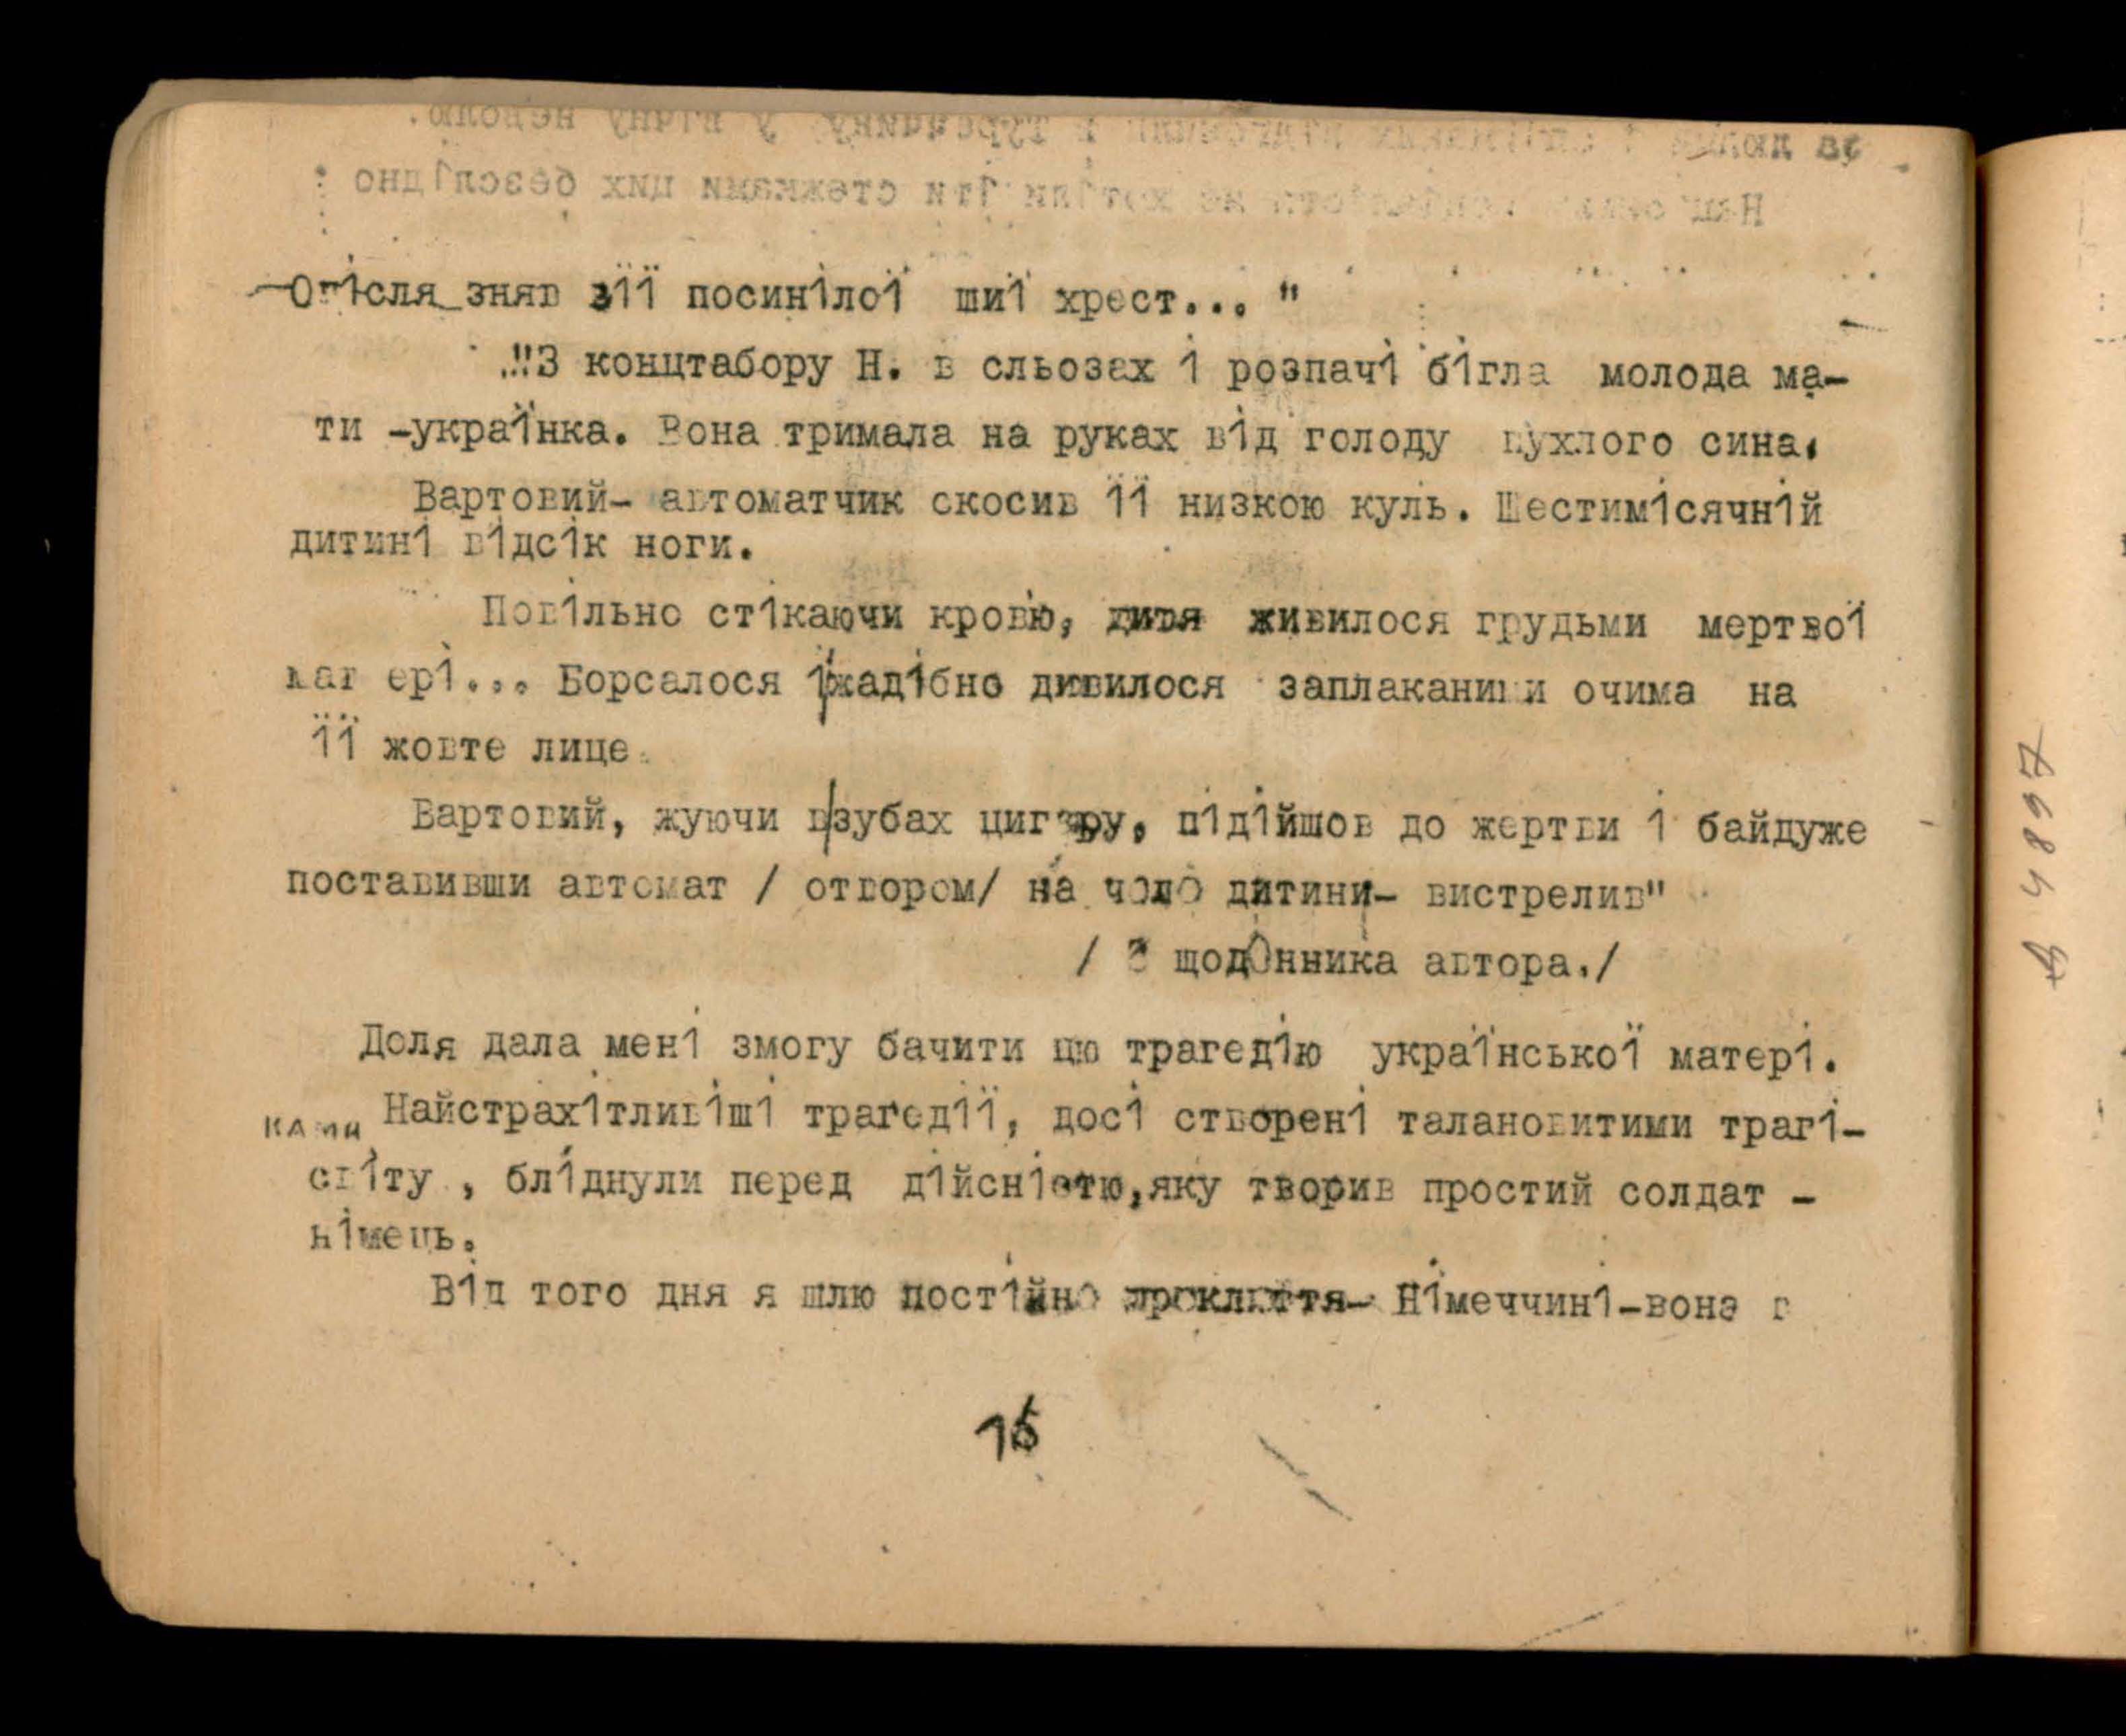 Опісля зняв з її посинілої шиї хрест... "
"З концтабору Н. в сльозах і розпачі бігла молода ма-
ти -українка. Вона тримала на руках від голоду пухлого сина.
Вартовий- автоматчик скосив її низкою куль. Шестимісячній
дитині відсік ноги.
Повільно стікаючи кровю, дитя живилося грудьми мертвої
матері... Борсалося і жадібно дивилося заплаканими очима на
її жовте лице.
Вартовий, жуючи в зубах цигару, підійшов до жертви і байдуже
поставивши автомат / отвором/ на чоло дитини- вистрелив"
/ З щоденника автора./
Доля дала мені змогу бачити цю трагедію української матері.
Найстрахітливіші трагедії, досі створені талановитими трагі-
ками
світу , бліднули перед дійсністю,яку творив простий солдат -
німець.
Від того дня я шлю постійно прокляття- Німеччині-вона в
15
В 4897